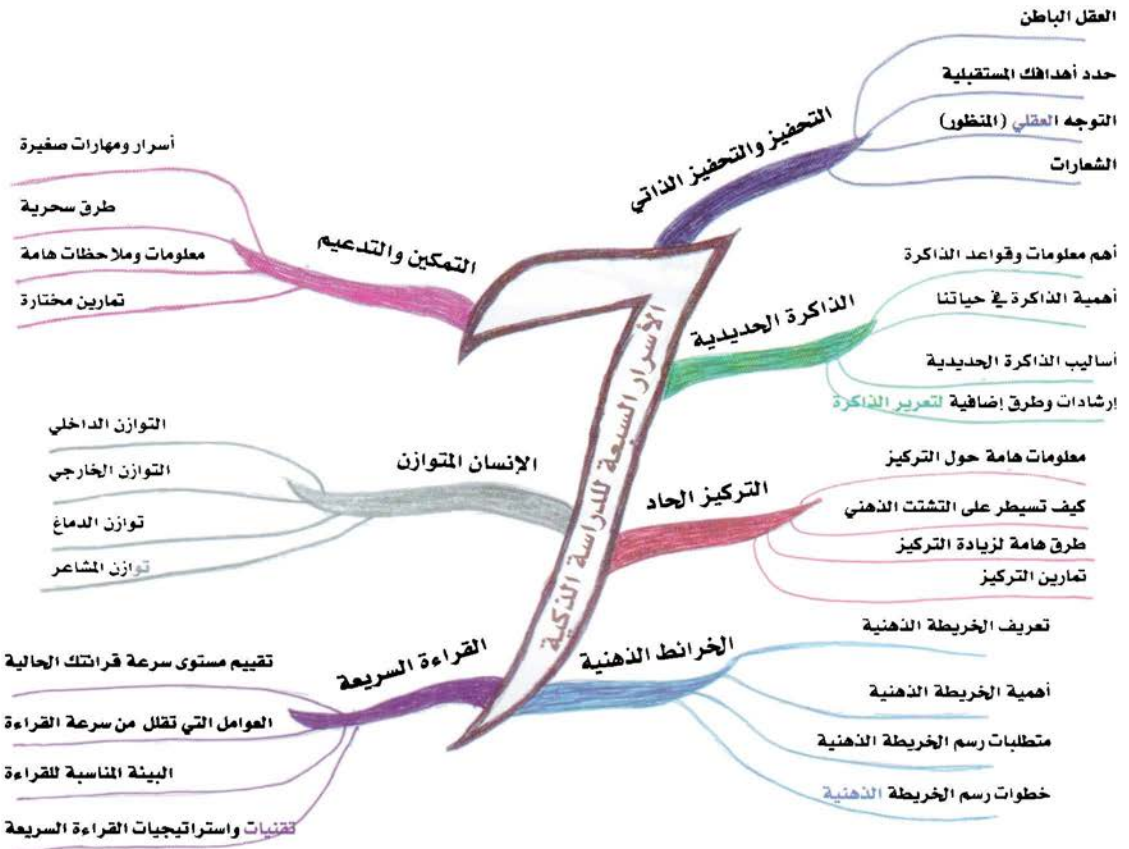 الأسرار السبعة للدراسة الذكية
التحفيز والتحفيز الذاتي
العقل الباطن
حدد أهدافك المستقبلية
التوجه العقلي (المنظور)
الشعارات
الذاكرة الحديدية
أهم معلومات وقواعد الذاكرة
أهمية الذاكرة في حياتنا
أساليب الذاكرة الحديدية
إرشادات وطرق إضافية لتعرير الذاكرة
التركيز الحاد
معلومات هامة حول التركيز
كيف تسيطر على التشتت الذهني
طرق هامة لزيادة التركيز
تمارين التركيز
الخرائط الذهنية
تعريف الخريطة الذهنية
أهمية الخريطة الذهنية
متطلبات رسم الخريطة الذهنية
خطوات رسم الخريطة الذهنية
القراءة السريعة
تقييم مستوى سرعة قرائتك الحالية
العوامل التي تقلل من سرعة القراءة
البيئة المناسبة للقراءة
تقنيات واستراتيجيات القراءة السريعة
الإنسان المتوازن
التوازن الداخلي
التوازن الخارجي
توازن الدماغ
توازن المشاعر
التمكين والتدعيم
أسرار ومهارات صغيرة
طرق سحرية
معلومات وملاحظات هامة
تمارين مختارة